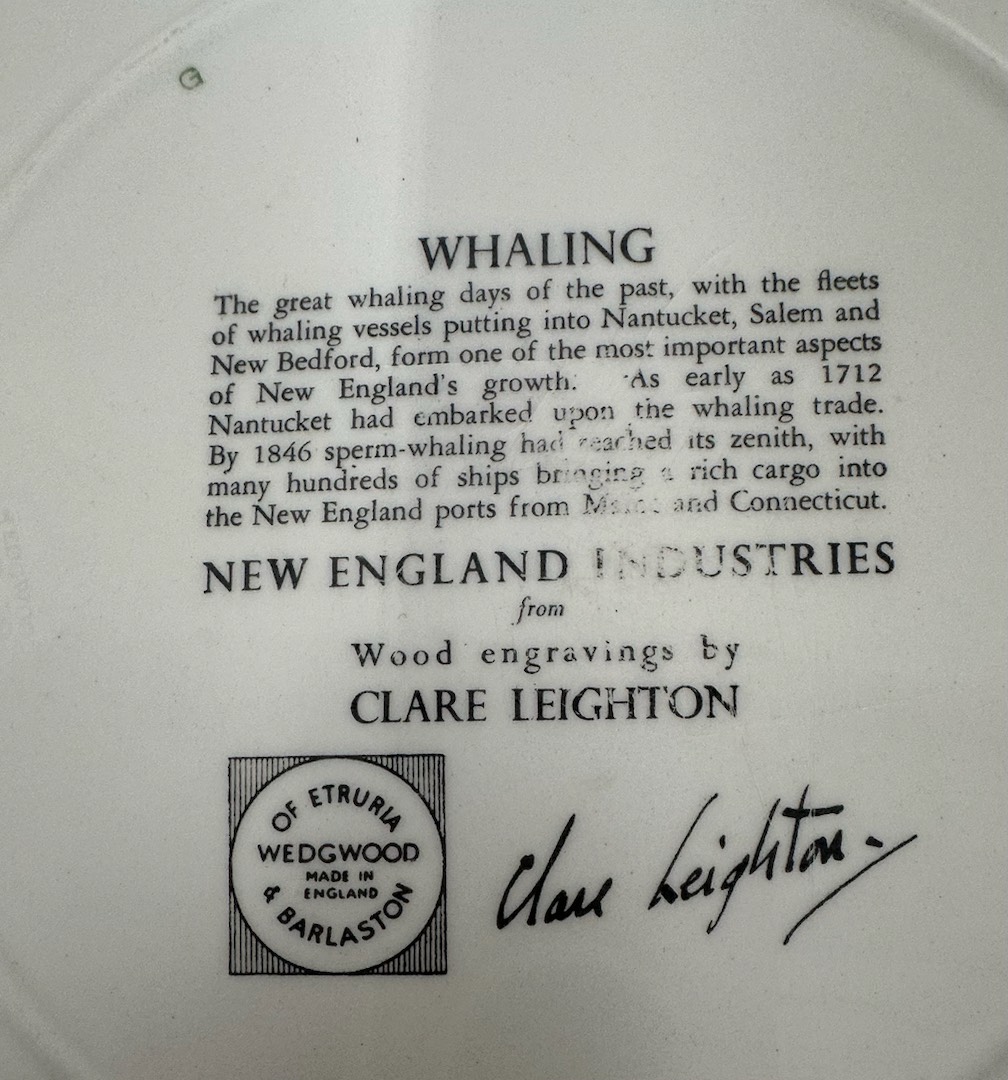 G
WHALING
The great whaling days of the past, with the fleets
of whaling vessels putting into Nantucket, Salem and
New Bedford, form one of the most important aspects
of New England's growth. As early as 1712
Nantucket had embarked upon the whaling trade.
By 1846 sperm-whaling had reached its zenith, with
many hundreds of ships bringing a rich cargo into
the New England ports from Maine and Connecticut.
NEW ENGLAND INDUSTRIES
from
Wood engravings by
CLARE LEIGHTON
OF ETRURIA
WEDGWOOD
MADE IN
ENGLAND
& BARLASTON
Clare Leighton.